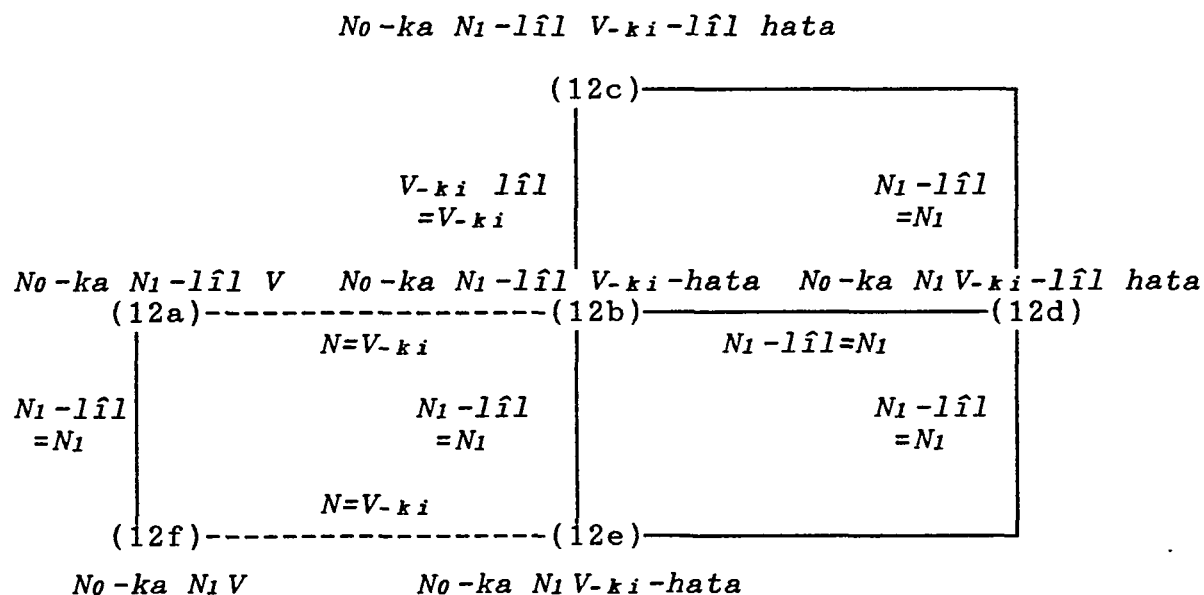 N0-ka N1-lîl V-ki-lîl hata
(12c)
V-ki lîl N1-lîl
=V-ki =N1
N0-ka N1-lîl V N0-ka N1-lîl V-ki-hata N0-ka N1 V-ki-lîl hata
(12a) (12b) (12d)
N=V-ki N1-lîl=N1
N1-lîl N1-lîl N1-lîl
=N1 =N1 =N1
N=V-ki
(12f) (12e)
N0-ka N1 V N0-ka N1 V-ki-hata